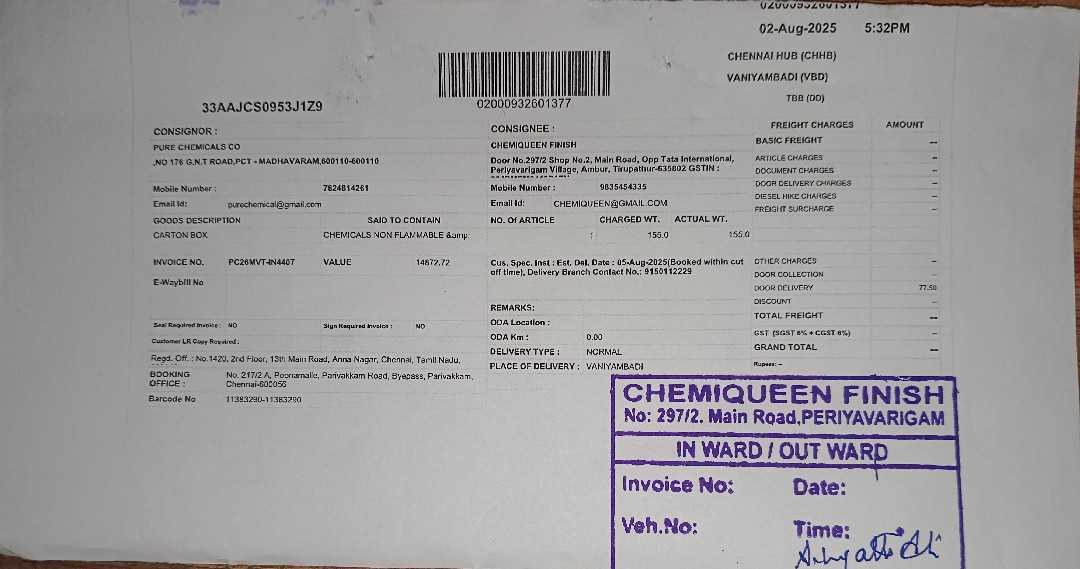 02-Aug-2025 5:32PM
CHENNAI HUB (CHHB)
VANIYAMBADI (VBD)
TBB (DD)
33AAJCS0953J1Z9
02000932601377
CONSIGNOR :
PURE CHEMICALS CO
,NO 176 G.N.T ROAD,PCT - MADHAVARAM,600110-600110
Mobile Number : 7824814261
Email Id: purechemical@gmail.com
GOODS DESCRIPTION SAID TO CONTAIN
CARTON BOX CHEMICALS NON FLAMMABLE &amp;
INVOICE NO. PC26MVT-IN4407 VALUE 14872.72
E-Waybill No
Seal Required Invoice : NO Sign Required Invoice : NO
Customer LR Copy Required :
Regd. Off. : No.1420, 2nd Floor, 13th Main Road, Anna Nagar, Chennai, Tamil Nadu,
BOOKING OFFICE : No. 217/2 A, Poonamalle, Parivakkam Road, Byepass, Parivakkam,
Chennai-600056
Barcode No 11383290-11383290
CONSIGNEE :
CHEMIQUEEN FINISH
Door No.297/2 Shop No.2, Main Road, Opp Tata International,
Periyavarigam Village, Ambur, Tirupathur-635802 GSTIN :
Mobile Number : 9835454335
Email Id: CHEMIQUEEN@GMAIL.COM
NO. OF ARTICLE CHARGED WT. ACTUAL WT.
155.0 155.0
Cus. Spec. Inst : Est. Del. Date : 05-Aug-2025(Booked within cut
off time), Delivery Branch Contact No.: 9150112229
REMARKS:
ODA Location :
ODA Km : 0.00
DELIVERY TYPE : NORMAL
PLACE OF DELIVERY : VANIYAMBADI
FREIGHT CHARGES AMOUNT
BASIC FREIGHT --
ARTICLE CHARGES --
DOCUMENT CHARGES --
DOOR DELIVERY CHARGES --
DIESEL HIKE CHARGES --
FREIGHT SURCHARGE --
OTHER CHARGES --
DOOR COLLECTION --
DOOR DELIVERY 77.50
DISCOUNT --
TOTAL FREIGHT --
GST (SGST 6% + CGST 6%) --
GRAND TOTAL --
Rupees: --
CHEMIQUEEN FINISH
No: 297/2. Main Road,PERIYAVARIGAM
IN WARD / OUT WARD
Invoice No: Date:
Veh.No: Time: